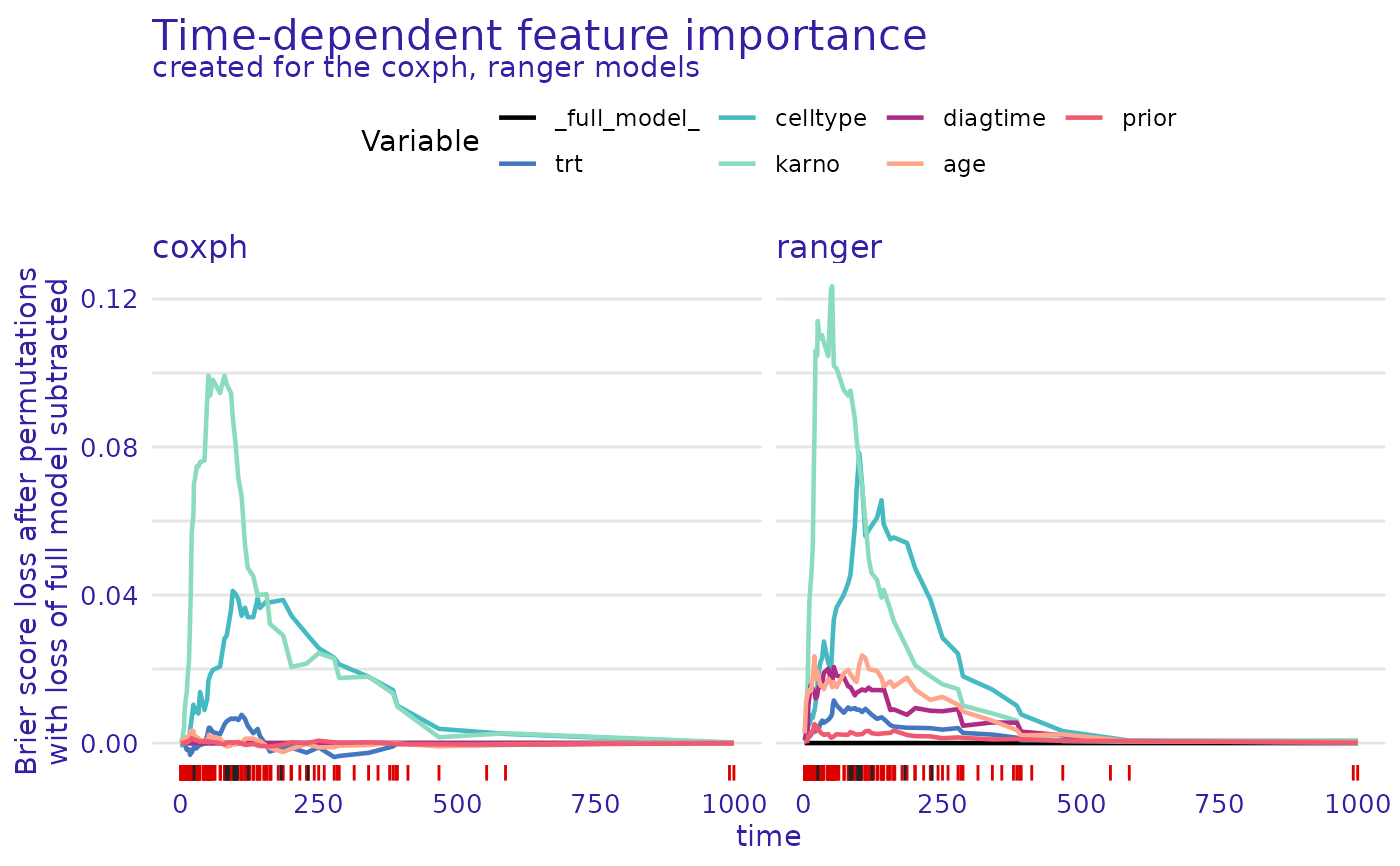 Time-dependent feature importance
created for the coxph, ranger models
Variable
_full_model_ celltype diagtime prior
trt karno age
coxph ranger
Brier score loss after permutations
with loss of full model subtracted
0.12
0.08
0.04
0.00
0 250 500 750 1000 0 250 500 750 1000
time